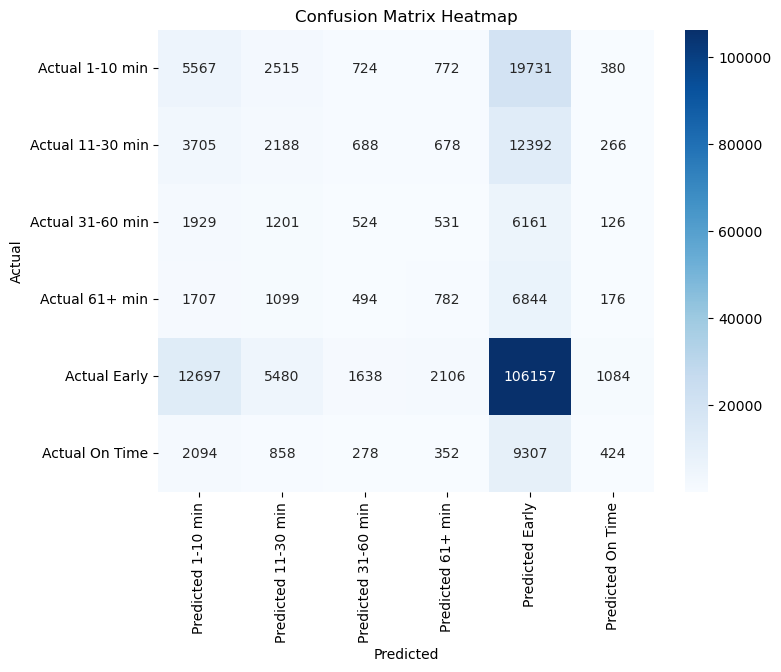 Confusion Matrix Heatmap
Actual 1-10 min 5567 2515 724 772 19731 380
Actual 11-30 min 3705 2188 688 678 12392 266
Actual 31-60 min 1929 1201 524 531 6161 126
Actual 61+ min 1707 1099 494 782 6844 176
Actual Early 12697 5480 1638 2106 106157 1084
Actual On Time 2094 858 278 352 9307 424
Actual
Predicted 1-10 min
Predicted 11-30 min
Predicted 31-60 min
Predicted 61+ min
Predicted Early
Predicted On Time
Predicted
100000
80000
60000
40000
20000